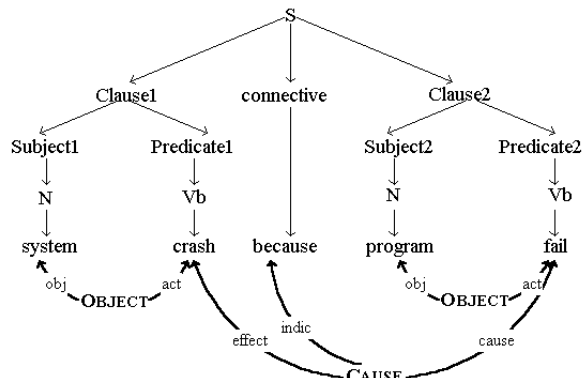 S
Clause1 connective Clause2
Subject1 Predicate1 Subject2 Predicate2
N Vb N Vb
system crash because program fail
obj OBJECT act obj OBJECT act
effect indic cause
CAUSE